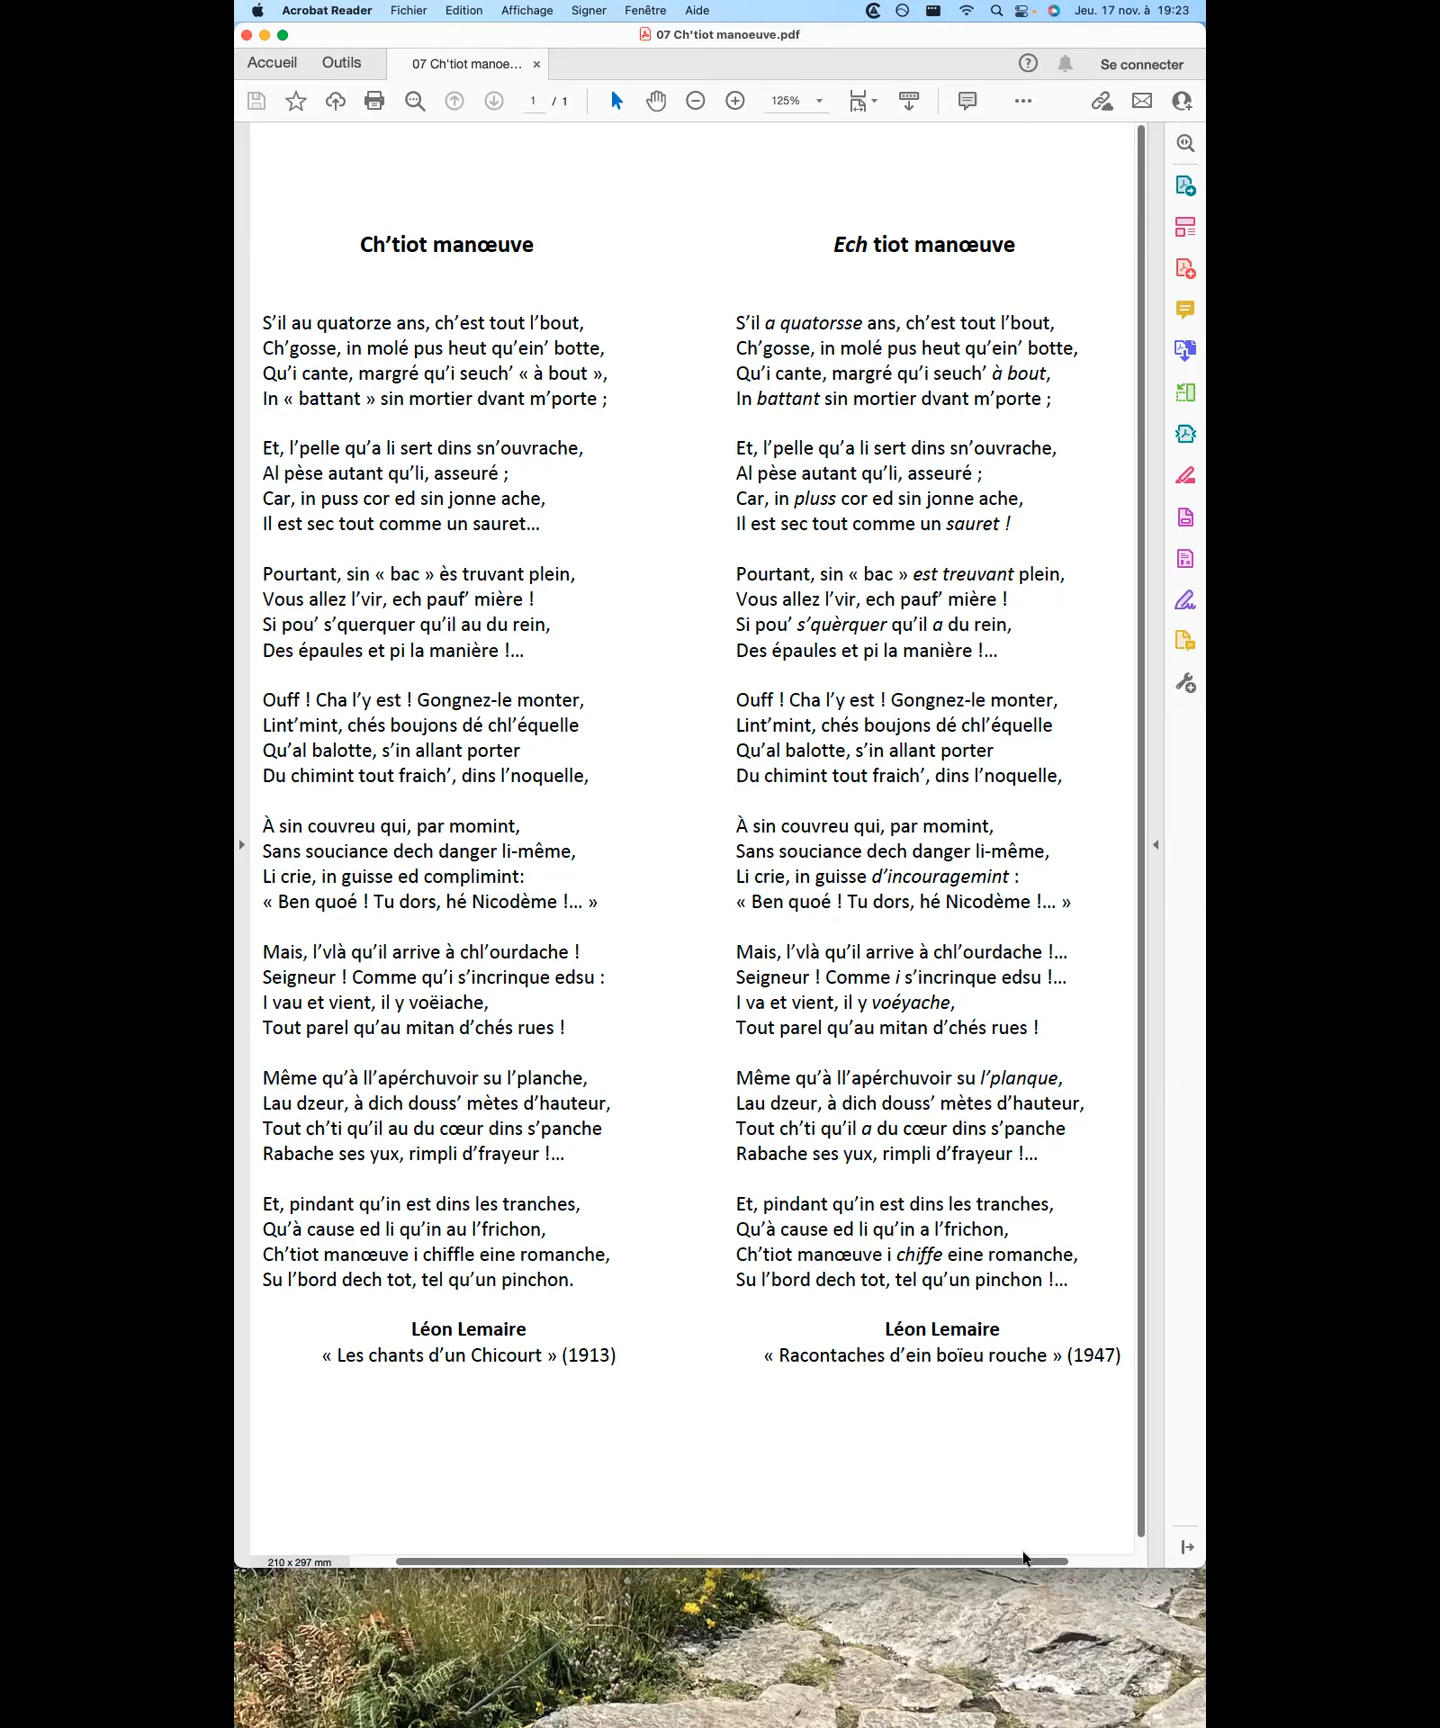 Acrobat Reader Fichier Edition Affichage Signer Fenêtre Aide Jeu. 17 nov. à 19:23
07 Ch'tiot manoeuve.pdf
Accueil Outils 07 Ch'tiot manoe... × Se connecter
1 / 1 125%
Ch’tiot manœuve
S’il au quatorze ans, ch’est tout l’bout,
Ch’gosse, in molé pus heut qu’ein’ botte,
Qu’i cante, margré qu’i seuch’ « à bout »,
In « battant » sin mortier dvant m’porte ;
Et, l’pelle qu’a li sert dins sn’ouvrache,
Al pèse autant qu’li, asseuré ;
Car, in puss cor ed sin jonne ache,
Il est sec tout comme un sauret...
Pourtant, sin « bac » ès truvant plein,
Vous allez l’vir, ech pauf’ mière !
Si pou’ s’querquer qu’il au du rein,
Des épaules et pi la manière !...
Ouff ! Cha l’y est ! Gongnez-le monter,
Lint’mint, chés boujons dé chl’équelle
Qu’al balotte, s’in allant porter
Du chimint tout fraich’, dins l’noquelle,
À sin couvreu qui, par momint,
Sans souciance dech danger li-même,
Li crie, in guisse ed complimint:
« Ben quoé ! Tu dors, hé Nicodème !... »
Mais, l’vlà qu’il arrive à chl’ourdache !
Seigneur ! Comme qu’i s’incrinque edsu :
I vau et vient, il y voëiache,
Tout parel qu’au mitan d’chés rues !
Même qu’à ll’apérchuvoir su l’planche,
Lau dzeur, à dich douss’ mètes d’hauteur,
Tout ch’ti qu’il au du cœur dins s’panche
Rabache ses yux, rimpli d’frayeur !...
Et, pindant qu’in est dins les tranches,
Qu’à cause ed li qu’in au l’frichon,
Ch’tiot manœuve i chiffle eine romanche,
Su l’bord dech tot, tel qu’un pinchon.
Léon Lemaire
« Les chants d’un Chicourt » (1913)
Ech tiot manœuve
S’il a quatorsse ans, ch’est tout l’bout,
Ch’gosse, in molé pus heut qu’ein’ botte,
Qu’i cante, margré qu’i seuch’ à bout,
In battant sin mortier dvant m’porte ;
Et, l’pelle qu’a li sert dins sn’ouvrache,
Al pèse autant qu’li, asseuré ;
Car, in pluss cor ed sin jonne ache,
Il est sec tout comme un sauret !
Pourtant, sin « bac » est treuvant plein,
Vous allez l’vir, ech pauf’ mière !
Si pou’ s’quèrquer qu’il a du rein,
Des épaules et pi la manière !...
Ouff ! Cha l’y est ! Gongnez-le monter,
Lint’mint, chés boujons dé chl’équelle
Qu’al balotte, s’in allant porter
Du chimint tout fraich’, dins l’noquelle,
À sin couvreu qui, par momint,
Sans souciance dech danger li-même,
Li crie, in guisse d’incouragemint :
« Ben quoé ! Tu dors, hé Nicodème !... »
Mais, l’vlà qu’il arrive à chl’ourdache !...
Seigneur ! Comme i s’incrinque edsu !...
I va et vient, il y voéyache,
Tout parel qu’au mitan d’chés rues !
Même qu’à ll’apérchuvoir su l’planque,
Lau dzeur, à dich douss’ mètes d’hauteur,
Tout ch’ti qu’il a du cœur dins s’panche
Rabache ses yux, rimpli d’frayeur !...
Et, pindant qu’in est dins les tranches,
Qu’à cause ed li qu’in a l’frichon,
Ch’tiot manœuve i chiffe eine romanche,
Su l’bord dech tot, tel qu’un pinchon !...
Léon Lemaire
« Racontaches d’ein boïeu rouche » (1947)
210 x 297 mm